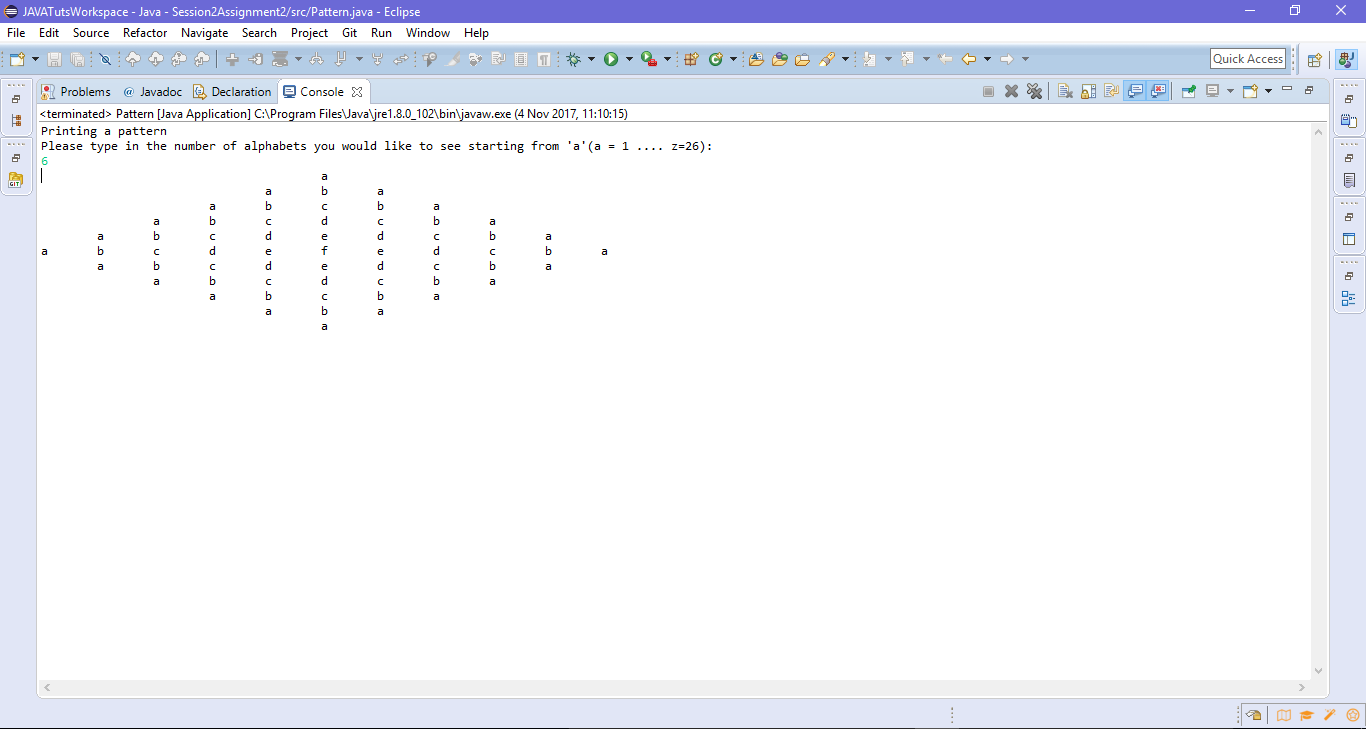 JAVATutsWorkspace - Java - Session2Assignment2/src/Pattern.java - Eclipse
File Edit Source Refactor Navigate Search Project Git Run Window Help
Quick Access
Problems @ Javadoc Declaration Console
<terminated> Pattern [Java Application] C:\Program Files\Java\jre1.8.0_102\bin\javaw.exe (4 Nov 2017, 11:10:15)
Printing a pattern
Please type in the number of alphabets you would like to see starting from 'a'(a = 1 .... z=26):
6
a
a b a
a b c b a
a b c d c b a
a b c d e d c b a
a b c d e f e d c b a
a b c d e d c b a
a b c d c b a
a b c b a
a b a
a
GIT